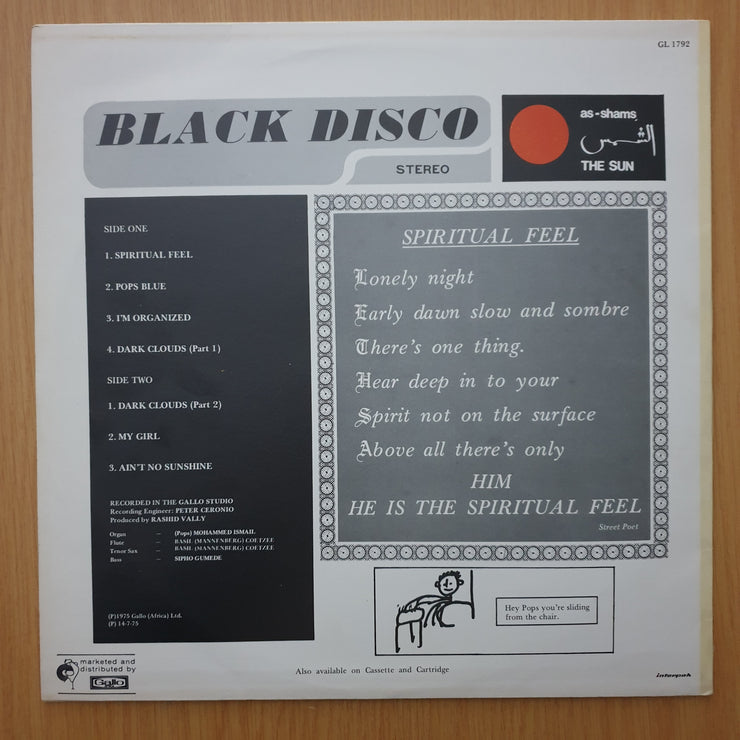 GL 1792
BLACK DISCO
STEREO
as-shams
الشمس
THE SUN
SIDE ONE
1. SPIRITUAL FEEL
2. POPS BLUE
3. I'M ORGANIZED
4. DARK CLOUDS (Part 1)
SIDE TWO
1. DARK CLOUDS (Part 2)
2. MY GIRL
3. AIN'T NO SUNSHINE
RECORDED IN THE GALLO STUDIO
Recording Engineer: PETER CERONIO
Produced by RASHID VALLY
Organ – (Pops) MOHAMMED ISMAIL
Flute – BASIL (MANNENBERG) COETZEE
Tenor Sax – BASIL (MANNENBERG) COETZEE
Bass – SIPHO GUMEDE
(P)1975 Gallo (Africa) Ltd.
(P) 14-7-75
SPIRITUAL FEEL
Lonely night
Early dawn slow and sombre
There's one thing.
Hear deep in to your
Spirit not on the surface
Above all there's only
HIM
HE IS THE SPIRITUAL FEEL
Street Poet
Hey Pops you're sliding
from the chair.
marketed and
distributed by
Gallo
Also available on Cassette and Cartridge
interpak